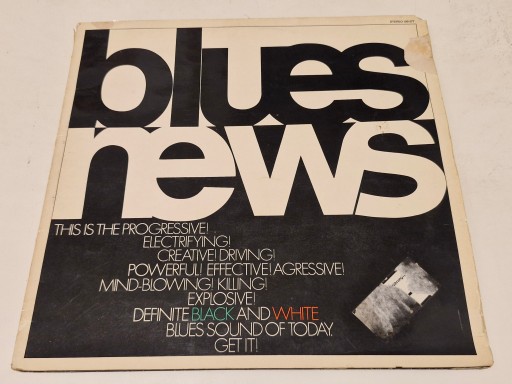 blues
news
THIS IS THE PROGRESSIVE!
ELECTRIFYING!
CREATIVE! DRIVING!
POWERFUL! EFFECTIVE! AGRESSIVE!
MIND-BLOWING! KILLING!
EXPLOSIVE!
DEFINITE BLACK AND WHITE
BLUES SOUND OF TODAY.
GET IT!